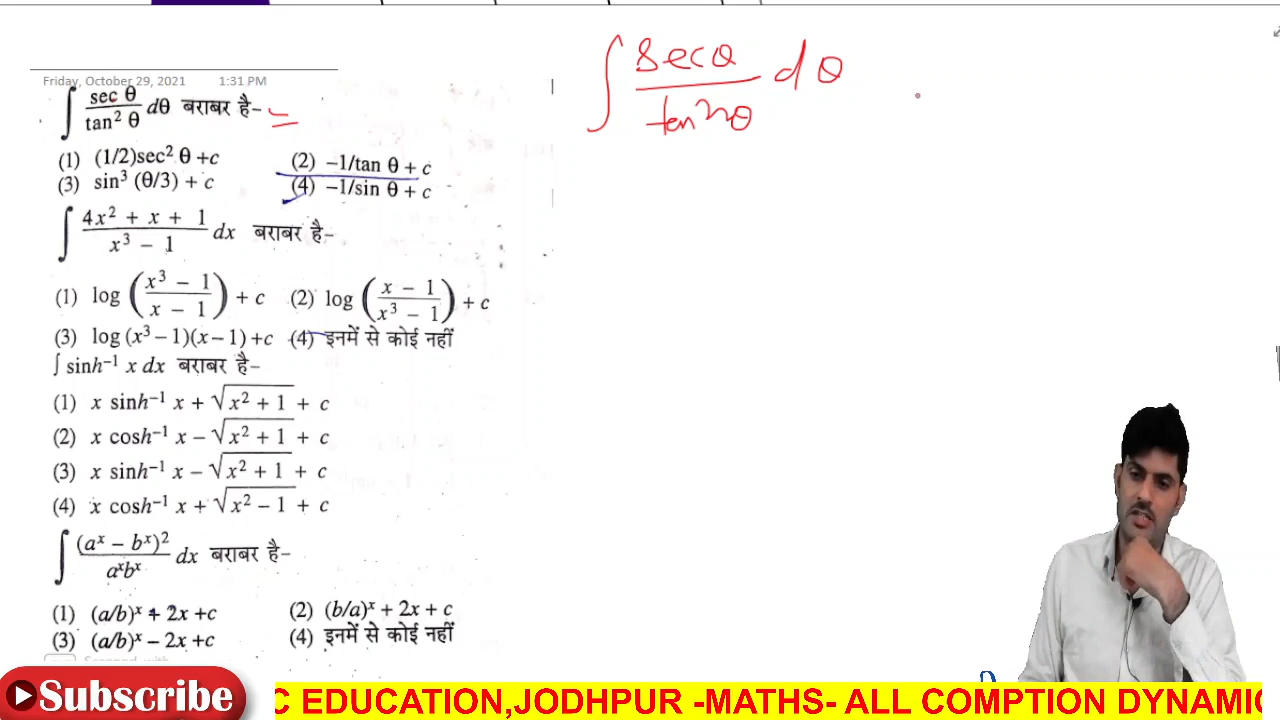 Friday, October 29, 2021 1:31 PM
∫ sec θ / tan² θ dθ बराबर है-
(1) (1/2)sec² θ +c (2) −1/tan θ + c
(3) sin³ (θ/3) + c (4) −1/sin θ + c
∫ 4x² + x + 1 / x³ − 1 dx बराबर है-
(1) log (x³ − 1 / x − 1) + c (2) log (x − 1 / x³ − 1) + c
(3) log (x³ − 1)(x − 1) +c (4) इनमें से कोई नहीं
∫ sinh⁻¹ x dx बराबर है-
(1) x sinh⁻¹ x + √x² + 1 + c
(2) x cosh⁻¹ x − √x² + 1 + c
(3) x sinh⁻¹ x − √x² + 1 + c
(4) x cosh⁻¹ x + √x² − 1 + c
∫ (aˣ − bˣ)² / aˣbˣ dx बराबर है-
(1) (a/b)ˣ + 2x +c (2) (b/a)ˣ + 2x + c
(3) (a/b)ˣ − 2x +c (4) इनमें से कोई नहीं
∫ secθ / tan²θ dθ
Subscribe
C EDUCATION,JODHPUR -MATHS- ALL COMPTION DYNAMIC